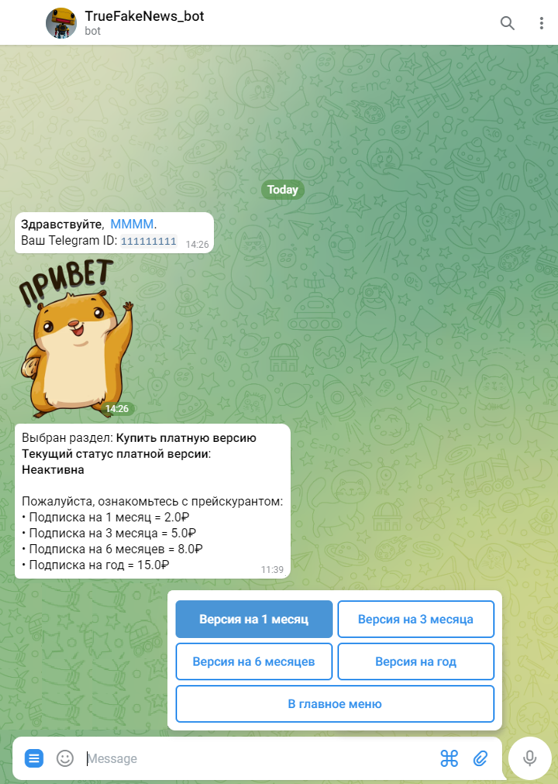 TrueFakeNews_bot
bot
Today
Здравствуйте, MMMM.
Ваш Telegram ID: 111111111 14:26
ПРИВЕТ
14:26
Выбран раздел: Купить платную версию
Текущий статус платной версии:
Неактивна
Пожалуйста, ознакомьтесь с прейскурантом:
• Подписка на 1 месяц = 2.0₽
• Подписка на 3 месяца = 5.0₽
• Подписка на 6 месяцев = 8.0₽
• Подписка на год = 15.0₽
11:39
Версия на 1 месяц Версия на 3 месяца
Версия на 6 месяцев Версия на год
В главное меню
Message